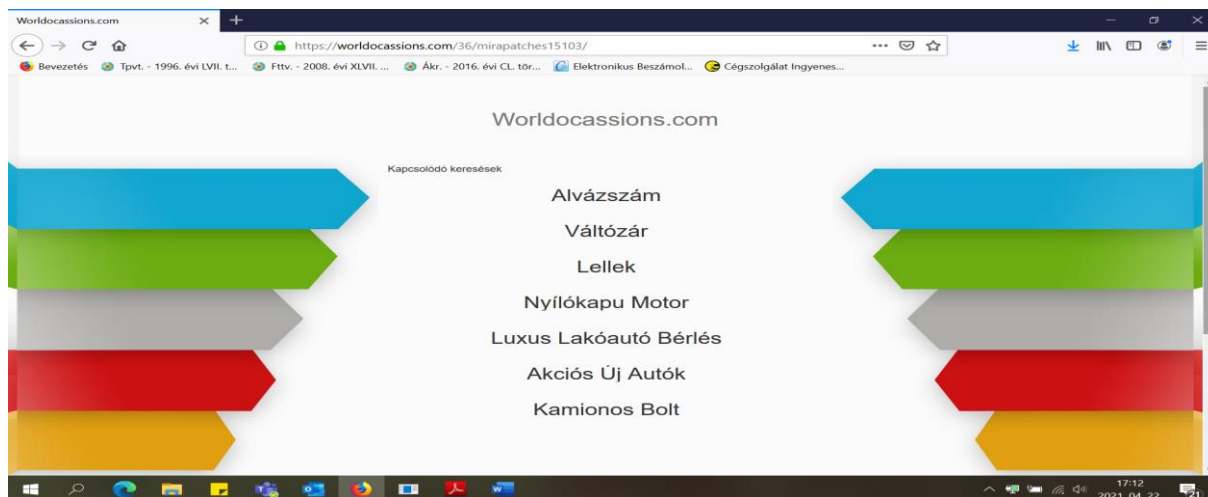 Worldocassions.com
https://worldocassions.com/36/mirapatches15103/
Bevezetés Tpvt. - 1996. évi LVII. t... Fttv. - 2008. évi XLVII. ... Ákr. - 2016. évi CL. tör... Elektronikus Beszámol... Cégszolgálat Ingyenes...
Worldocassions.com
Kapcsolódó keresések
Alvázszám
Váltózár
Lellek
Nyílókapu Motor
Luxus Lakóautó Bérlés
Akciós Új Autók
Kamionos Bolt
17:12
2021. 04. 22.
21